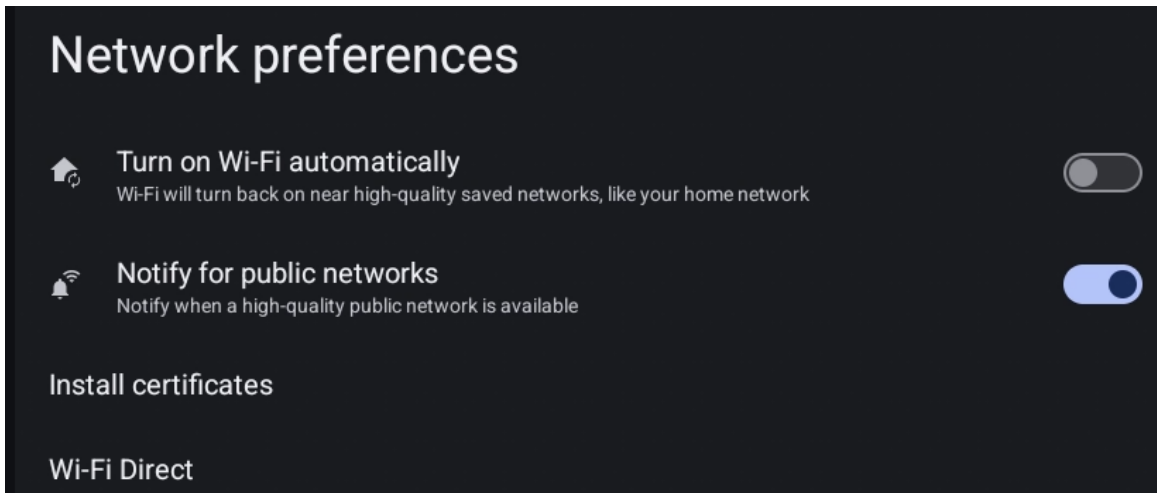 Network preferences
Turn on Wi-Fi automatically
Wi-Fi will turn back on near high-quality saved networks, like your home network
Notify for public networks
Notify when a high-quality public network is available
Install certificates
Wi-Fi Direct